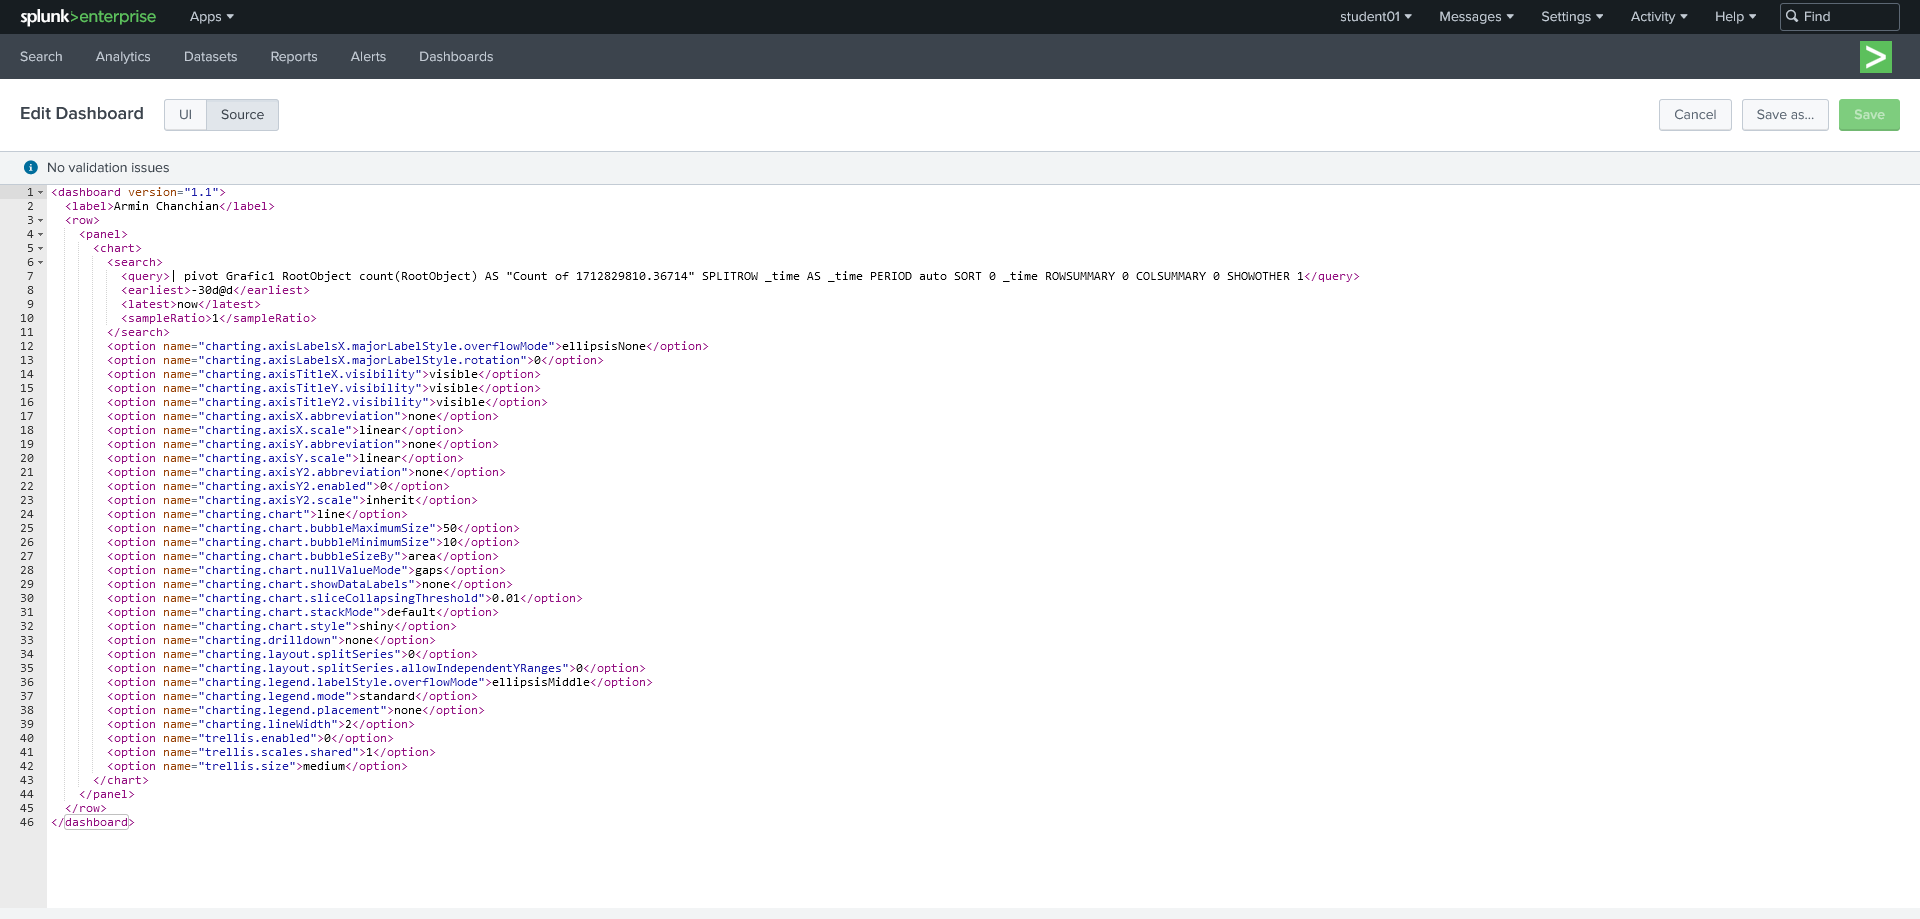 splunk>enterprise Apps student01 Messages Settings Activity Help Find
Search Analytics Datasets Reports Alerts Dashboards
Edit Dashboard UI Source Cancel Save as... Save
No validation issues
1 <dashboard version="1.1">
2 <label>Armin Chanchian</label>
3 <row>
4 <panel>
5 <chart>
6 <search>
7 <query>| pivot Grafic1 RootObject count(RootObject) AS "Count of 1712829810.36714" SPLITROW _time AS _time PERIOD auto SORT 0 _time ROWSUMMARY 0 COLSUMMARY 0 SHOWOTHER 1</query>
8 <earliest>-30d@d</earliest>
9 <latest>now</latest>
10 <sampleRatio>1</sampleRatio>
11 </search>
12 <option name="charting.axisLabelsX.majorLabelStyle.overflowMode">ellipsisNone</option>
13 <option name="charting.axisLabelsX.majorLabelStyle.rotation">0</option>
14 <option name="charting.axisTitleX.visibility">visible</option>
15 <option name="charting.axisTitleY.visibility">visible</option>
16 <option name="charting.axisTitleY2.visibility">visible</option>
17 <option name="charting.axisX.abbreviation">none</option>
18 <option name="charting.axisX.scale">linear</option>
19 <option name="charting.axisY.abbreviation">none</option>
20 <option name="charting.axisY.scale">linear</option>
21 <option name="charting.axisY2.abbreviation">none</option>
22 <option name="charting.axisY2.enabled">0</option>
23 <option name="charting.axisY2.scale">inherit</option>
24 <option name="charting.chart">line</option>
25 <option name="charting.chart.bubbleMaximumSize">50</option>
26 <option name="charting.chart.bubbleMinimumSize">10</option>
27 <option name="charting.chart.bubbleSizeBy">area</option>
28 <option name="charting.chart.nullValueMode">gaps</option>
29 <option name="charting.chart.showDataLabels">none</option>
30 <option name="charting.chart.sliceCollapsingThreshold">0.01</option>
31 <option name="charting.chart.stackMode">default</option>
32 <option name="charting.chart.style">shiny</option>
33 <option name="charting.drilldown">none</option>
34 <option name="charting.layout.splitSeries">0</option>
35 <option name="charting.layout.splitSeries.allowIndependentYRanges">0</option>
36 <option name="charting.legend.labelStyle.overflowMode">ellipsisMiddle</option>
37 <option name="charting.legend.mode">standard</option>
38 <option name="charting.legend.placement">none</option>
39 <option name="charting.lineWidth">2</option>
40 <option name="trellis.enabled">0</option>
41 <option name="trellis.scales.shared">1</option>
42 <option name="trellis.size">medium</option>
43 </chart>
44 </panel>
45 </row>
46 </dashboard>